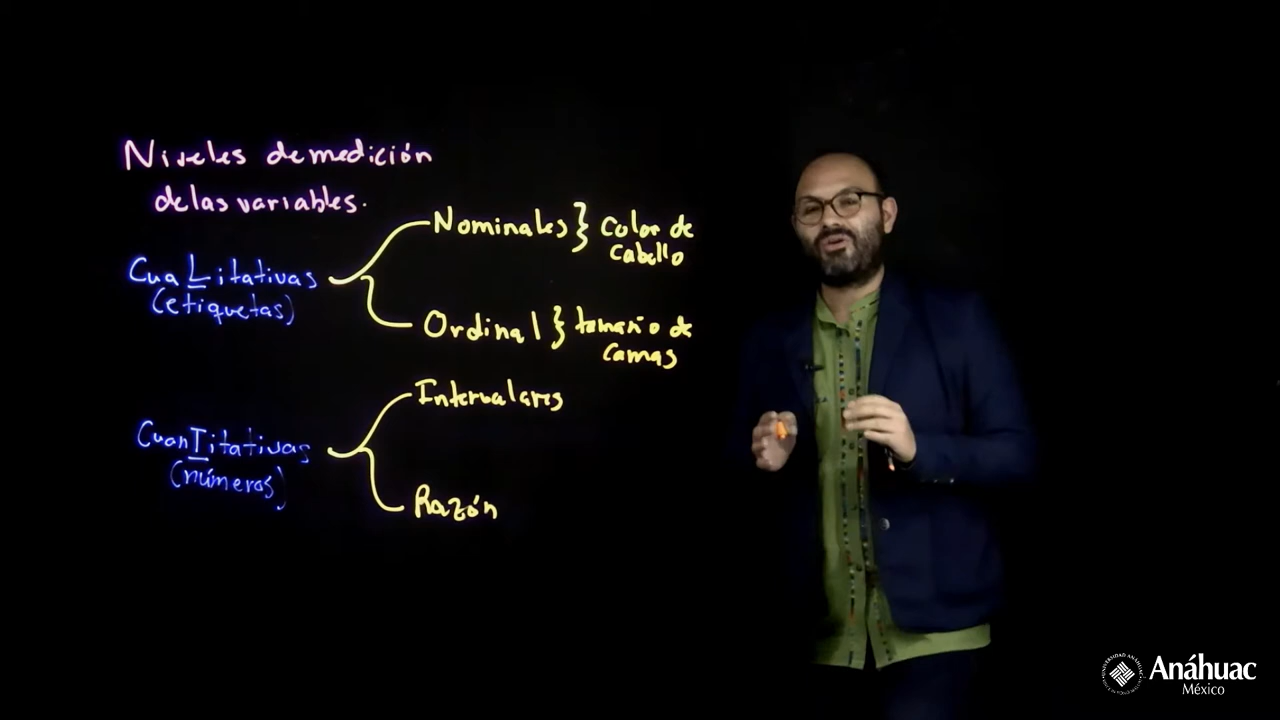 Niveles de medición
de las variables.
CuaLitativas
(etiquetas)
Nominales } Color de
Cabello
Ordinal } tamaño de
Camas
CuanTitativas
(números)
Intervalares
Razón
Anáhuac
México